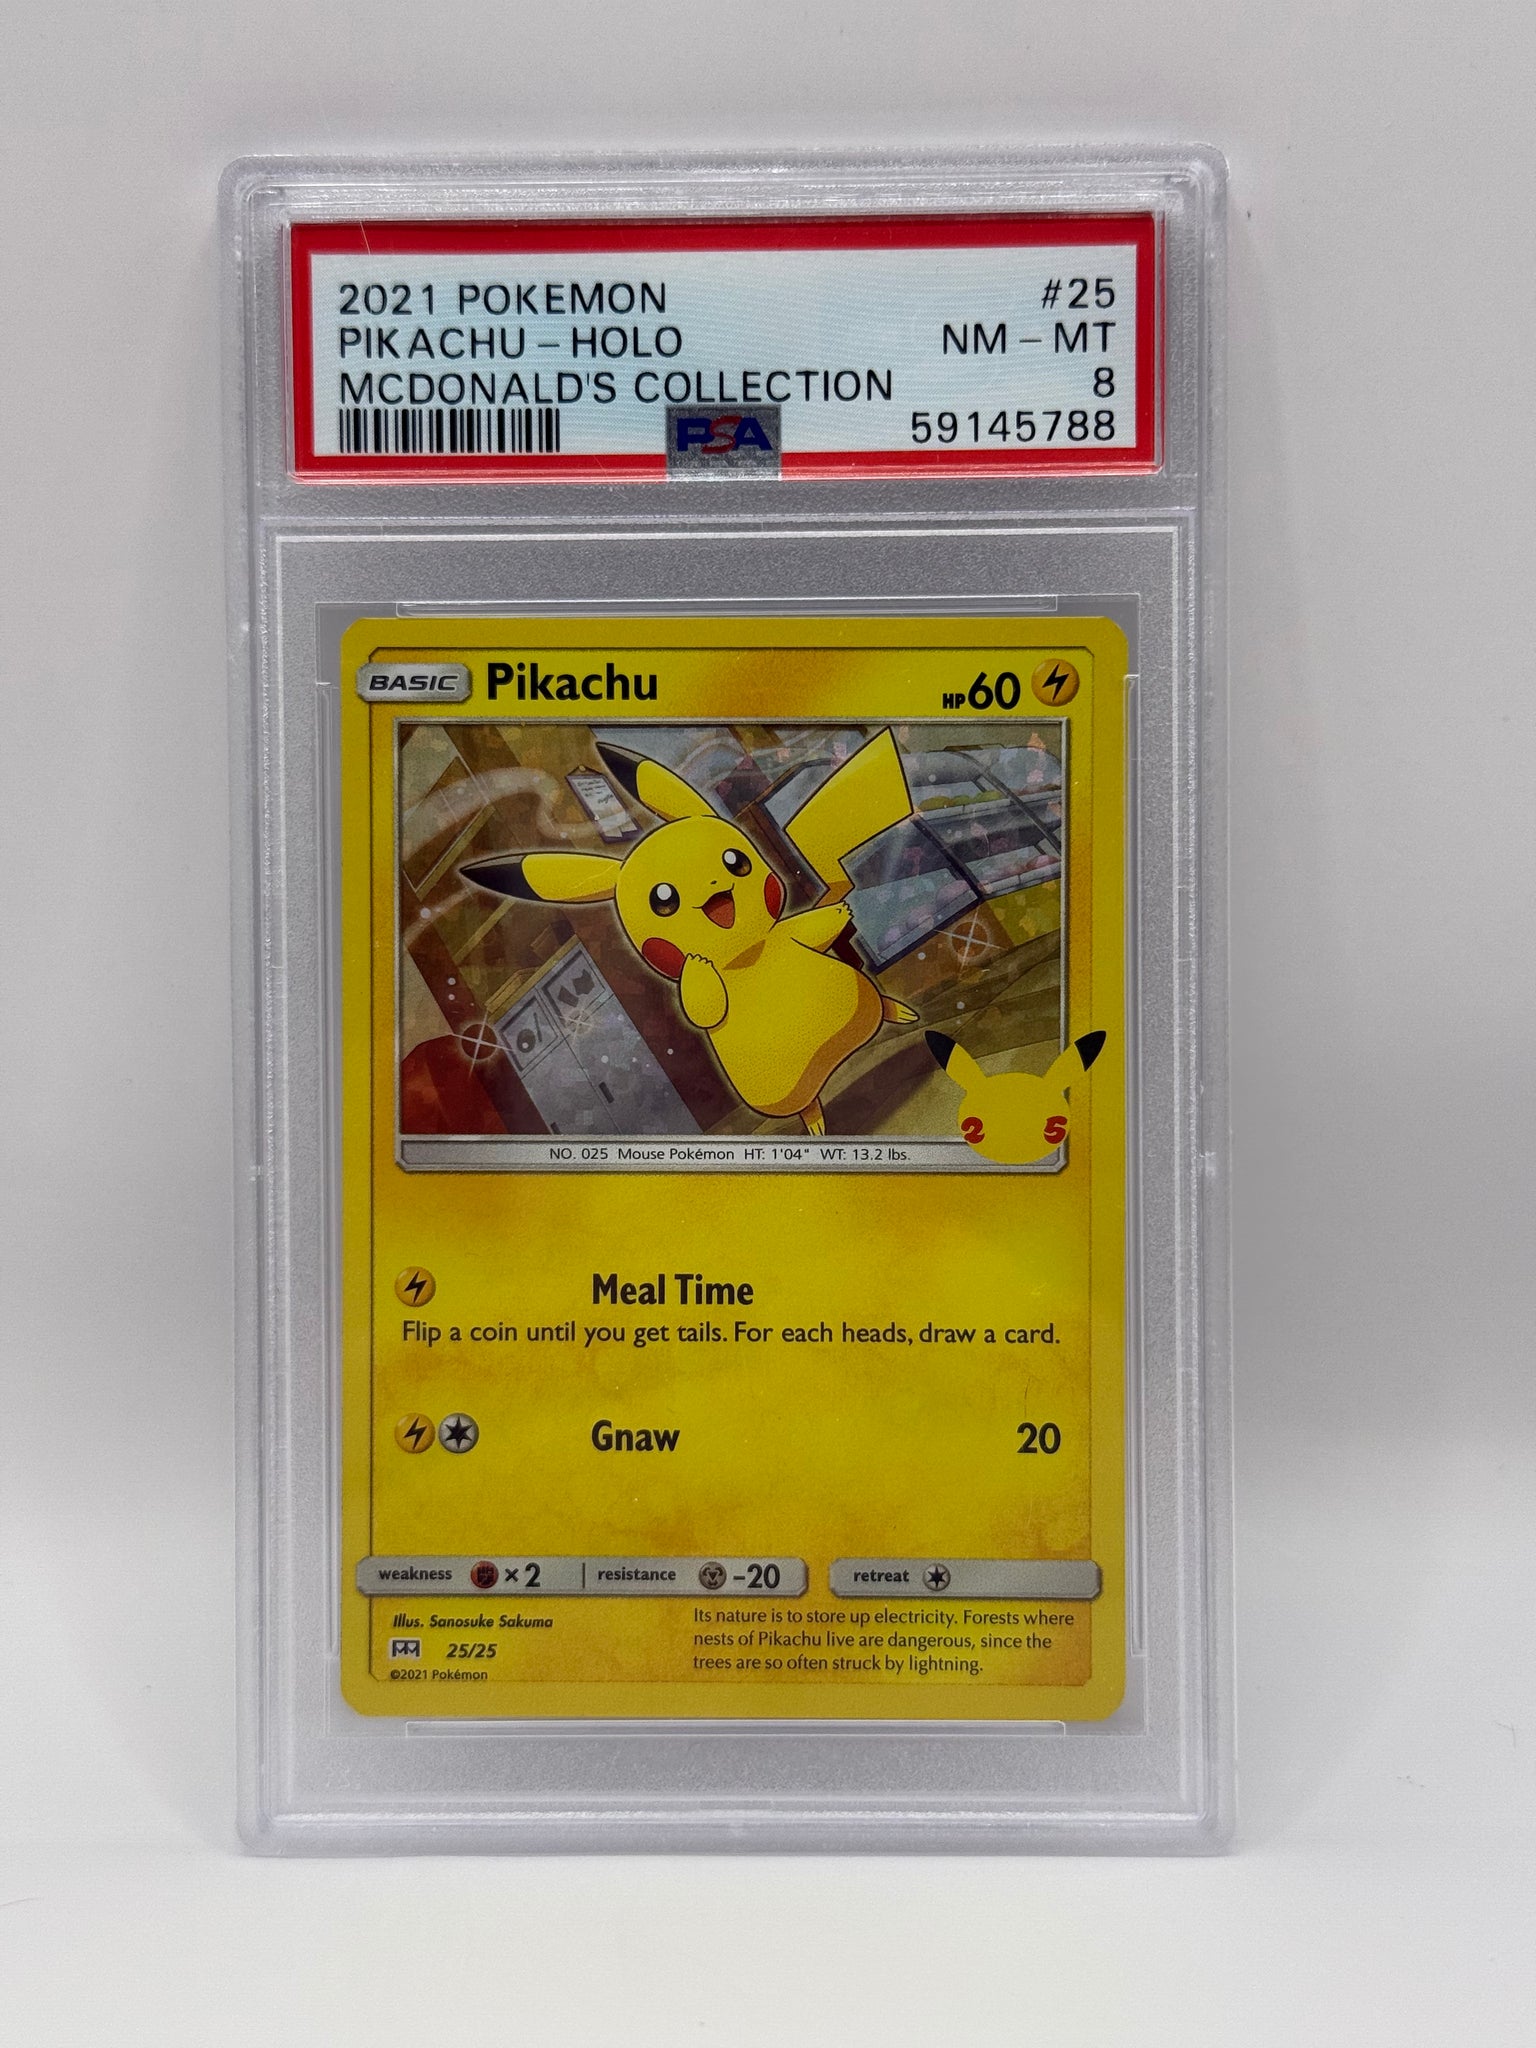 2021 POKEMON #25
PIKACHU-HOLO NM-MT
MCDONALD'S COLLECTION 8
PSA 59145788
BASIC Pikachu HP60
25
NO. 025 Mouse Pokémon HT: 1'04" WT: 13.2 lbs.
Meal Time
Flip a coin until you get tails. For each heads, draw a card.
Gnaw 20
weakness ×2 resistance -20 retreat
Illus. Sanosuke Sakuma
25/25
©2021 Pokémon
Its nature is to store up electricity. Forests where
nests of Pikachu live are dangerous, since the
trees are so often struck by lightning.